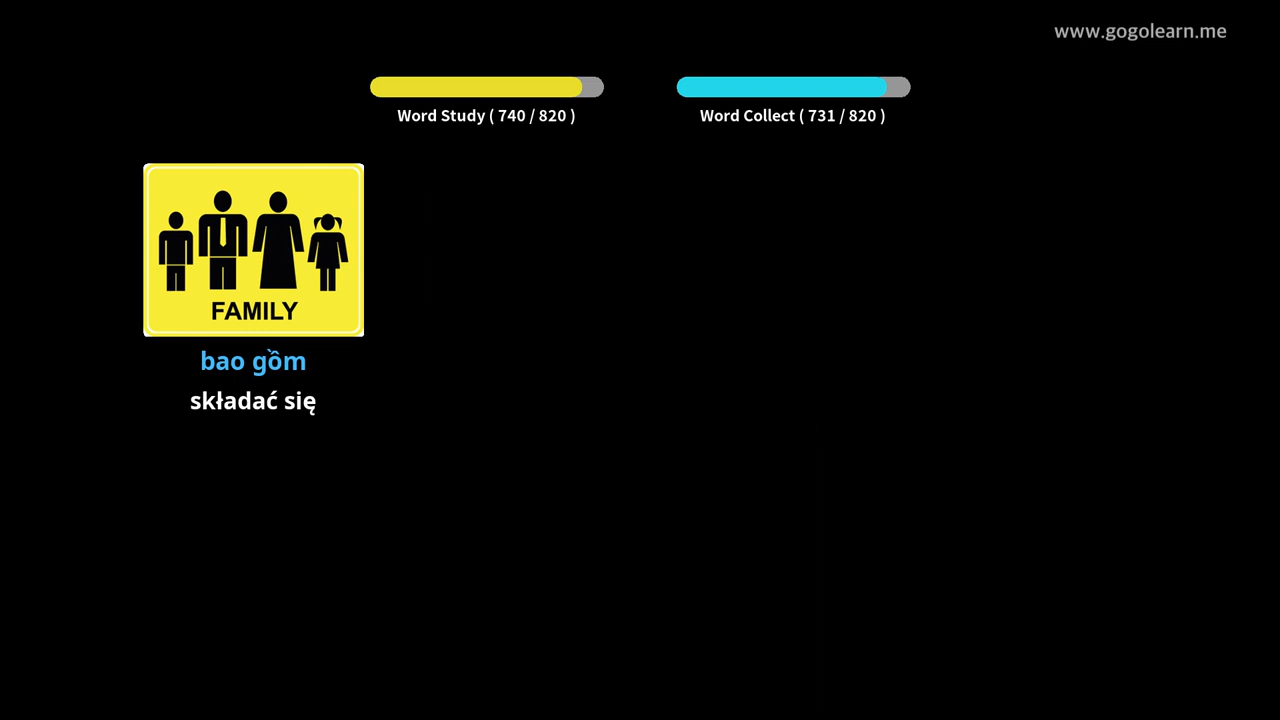 www.gogolearn.me
Word Study ( 740 / 820 )
Word Collect ( 731 / 820 )
FAMILY
bao gồm
składać się